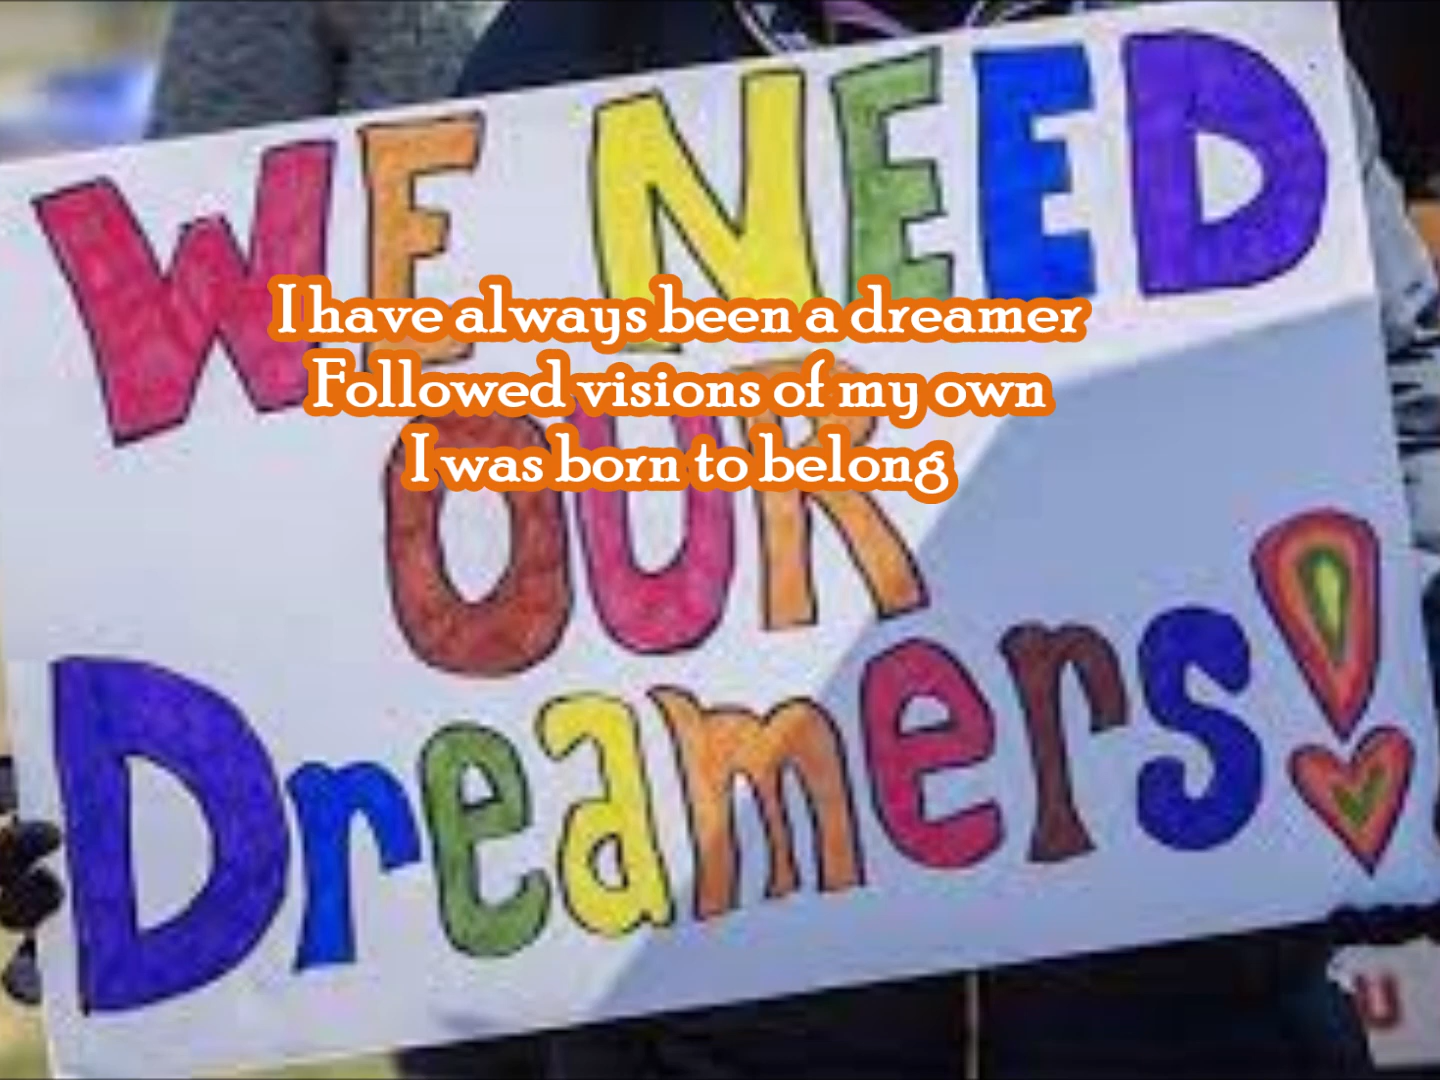 WE NEED
I have always been a dreamer
Followed visions of my own
I was born to belong
OUR
Dreamers!
U